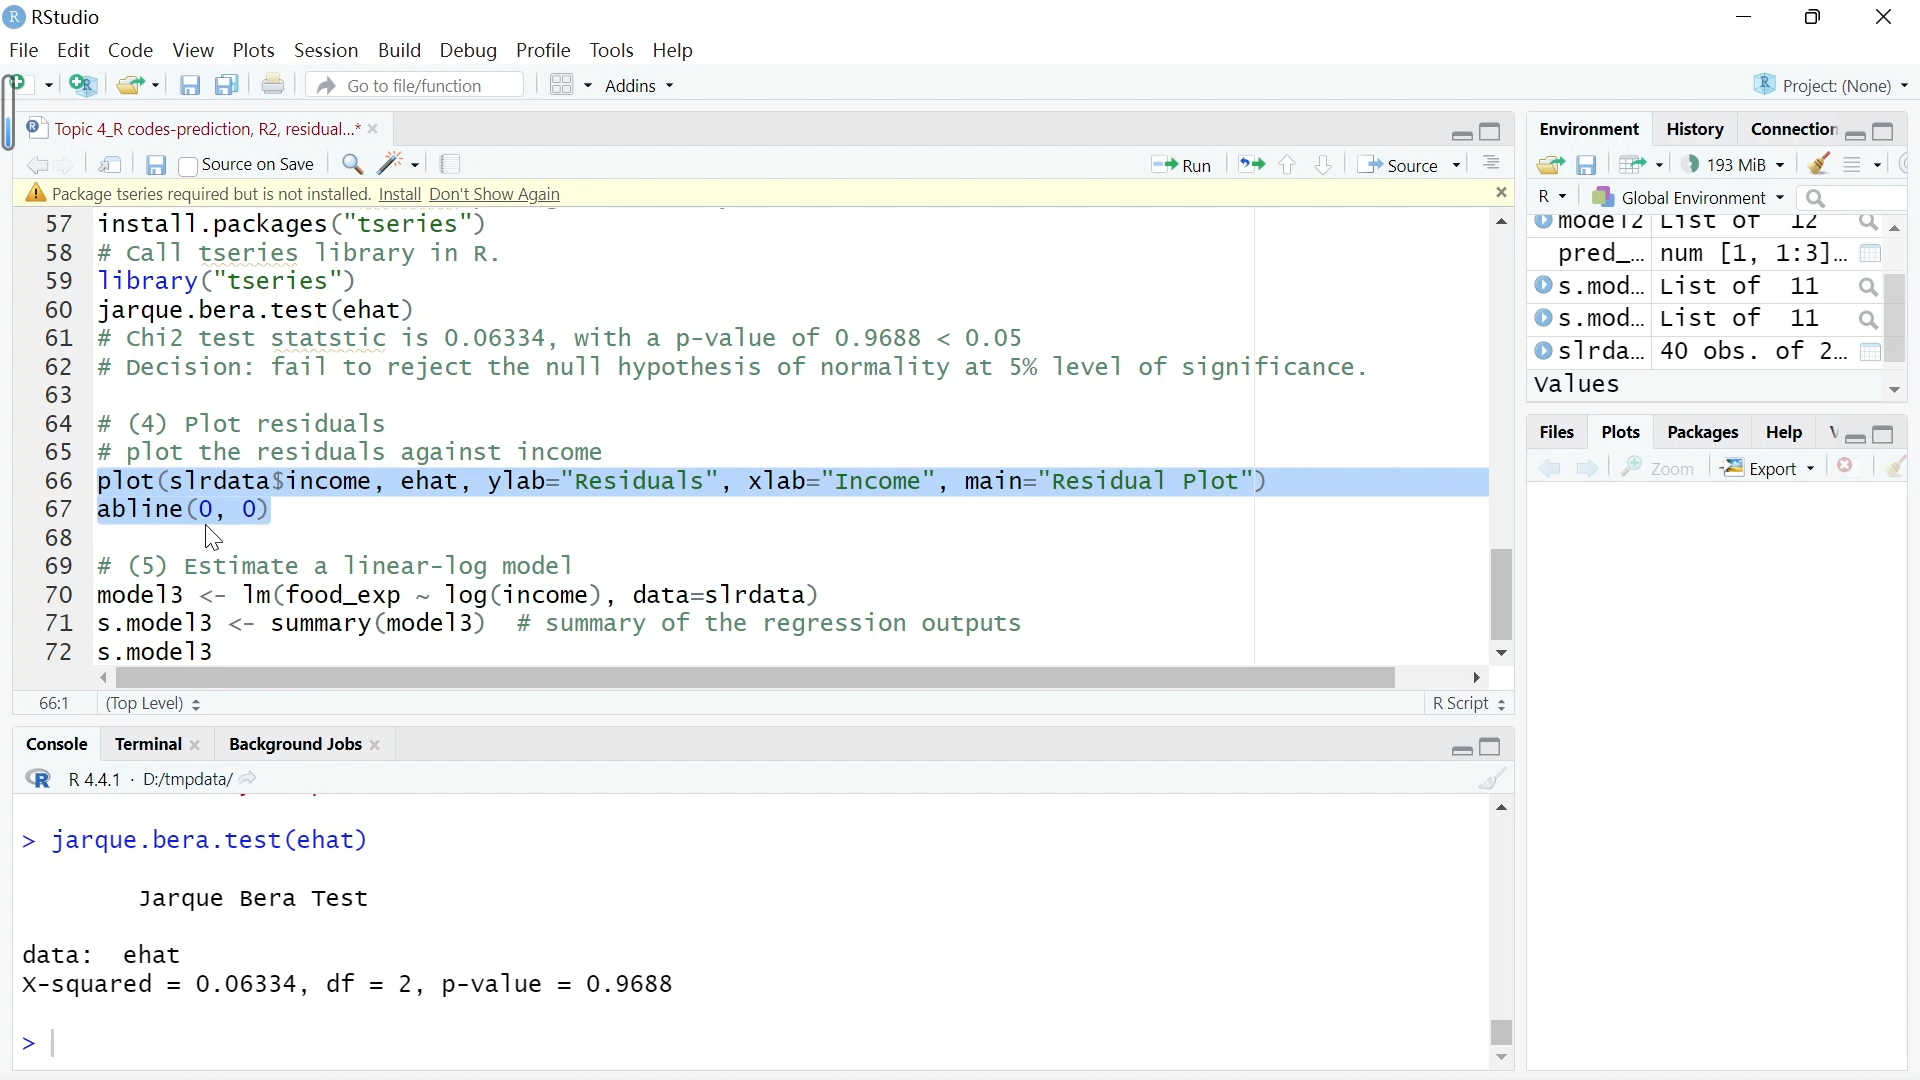 RStudio
File Edit Code View Plots Session Build Debug Profile Tools Help
Go to file/function Addins Project: (None)
Topic 4_R codes-prediction, R2, residual...*
Source on Save Run Source
Package tseries required but is not installed. Install Don't Show Again
57 install.packages("tseries")
58 # Call tseries library in R.
59 library("tseries")
60 jarque.bera.test(ehat)
61 # Chi2 test statstic is 0.06334, with a p-value of 0.9688 < 0.05
62 # Decision: fail to reject the null hypothesis of normality at 5% level of significance.
63
64 # (4) Plot residuals
65 # plot the residuals against income
66 plot(slrdata$income, ehat, ylab="Residuals", xlab="Income", main="Residual Plot")
67 abline(0, 0)
68
69 # (5) Estimate a linear-log model
70 model3 <- lm(food_exp ~ log(income), data=slrdata)
71 s.model3 <- summary(model3) # summary of the regression outputs
72 s.model3
66:1 (Top Level) R Script
Console Terminal Background Jobs
R 4.4.1 · D:/tmpdata/
> jarque.bera.test(ehat)
Jarque Bera Test
data: ehat
X-squared = 0.06334, df = 2, p-value = 0.9688
>
Environment History Connection
193 MiB
R Global Environment
model2 List of 12
pred_... num [1, 1:3]...
s.mod... List of 11
s.mod... List of 11
slrda... 40 obs. of 2...
Values
Files Plots Packages Help V
Zoom Export